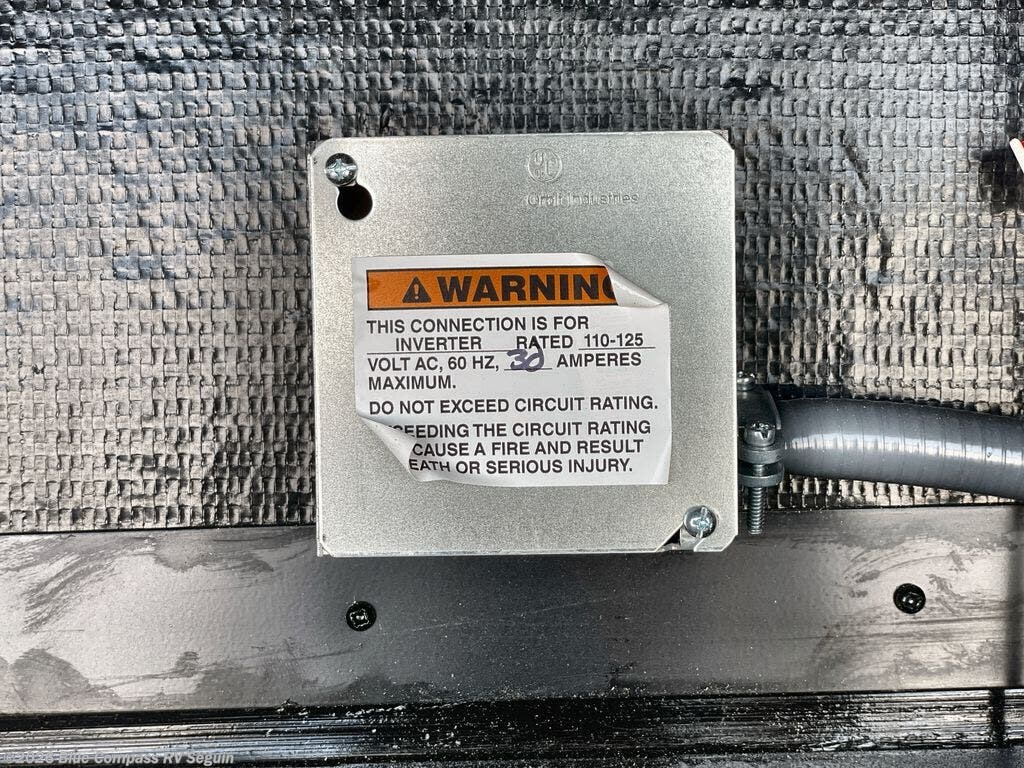 Orbit Industries
WARNING
THIS CONNECTION IS FOR
INVERTER RATED 110-125
VOLT AC, 60 HZ, 30 AMPERES
MAXIMUM.
DO NOT EXCEED CIRCUIT RATING.
CEEDING THE CIRCUIT RATING
CAUSE A FIRE AND RESULT
EATH OR SERIOUS INJURY.
Blue Compass RV Seguin